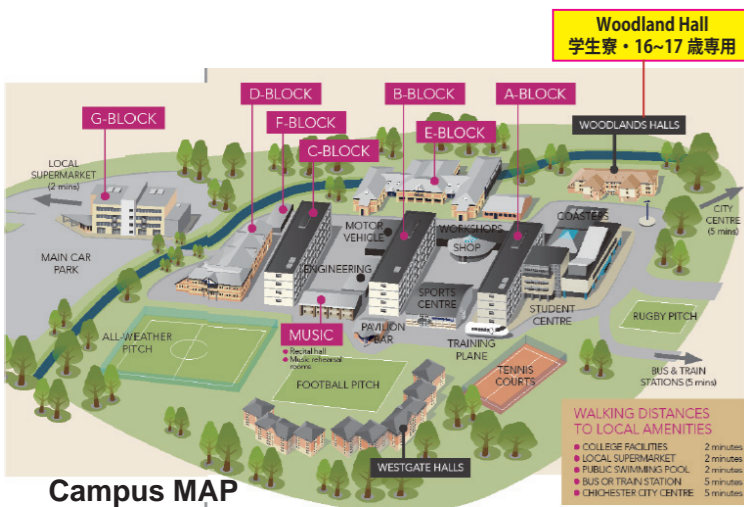 Woodland Hall
学生寮・16~17 歳専用
D-BLOCK
B-BLOCK
A-BLOCK
G-BLOCK
F-BLOCK
E-BLOCK
C-BLOCK
WOODLANDS HALLS
LOCAL
SUPERMARKET
(2 mins)
CITY
CENTRE
(5 mins)
MOTOR
VEHICLE
WORKSHOPS
SHOP
COASTERS
MAIN CAR
PARK
ENGINEERING
SPORTS
CENTRE
STUDENT
CENTRE
RUGBY PITCH
ALL-WEATHER
PITCH
MUSIC
Recital hall
Music rehearsal
rooms
PAVILION
BAR
TRAINING
PLANE
BUS & TRAIN
STATIONS (5 mins)
FOOTBALL PITCH
TENNIS
COURTS
WESTGATE HALLS
WALKING DISTANCES
TO LOCAL AMENITIES
COLLEGE FACILITIES 2 minutes
LOCAL SUPERMARKET 2 minutes
PUBLIC SWIMMING POOL 2 minutes
BUS OR TRAIN STATION 5 minutes
CHICHESTER CITY CENTRE 5 minutes
Campus MAP